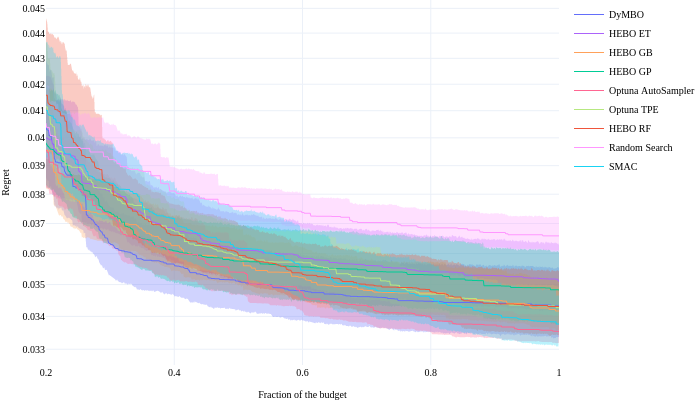 0.045
0.044
0.043
0.042
0.041
0.04
0.039
0.038
0.037
0.036
0.035
0.034
0.033
Regret
0.2
0.4
0.6
0.8
1
Fraction of the budget
DyMBO
HEBO ET
HEBO GB
HEBO GP
Optuna AutoSampler
Optuna TPE
HEBO RF
Random Search
SMAC